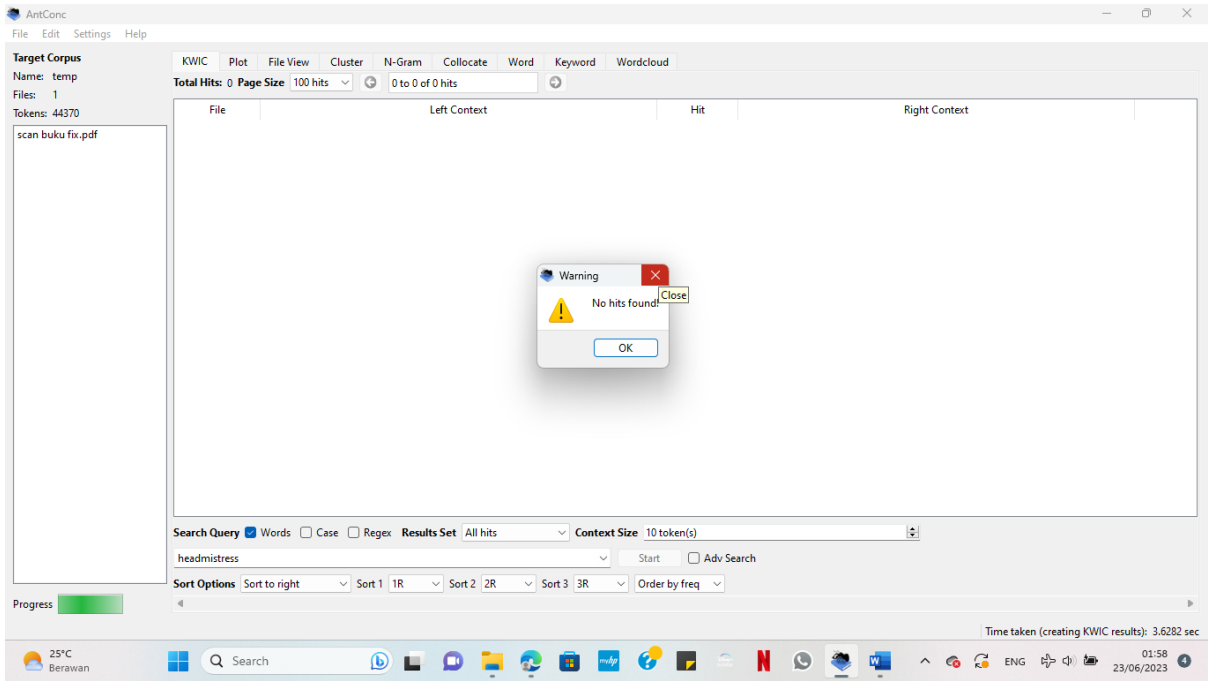 AntConc
File Edit Settings Help
Target Corpus
Name: temp
Files: 1
Tokens: 44370
scan buku fix.pdf
Progress
KWIC Plot File View Cluster N-Gram Collocate Word Keyword Wordcloud
Total Hits: 0 Page Size 100 hits 0 to 0 of 0 hits
File Left Context Hit Right Context
Warning
Close
No hits found!
OK
Search Query Words Case Regex Results Set All hits Context Size 10 token(s)
headmistress Start Adv Search
Sort Options Sort to right Sort 1 1R Sort 2 2R Sort 3 3R Order by freq
Time taken (creating KWIC results): 3.6282 sec
25°C
Berawan
Search
myhp
N
W
ENG
01:58
23/06/2023
4